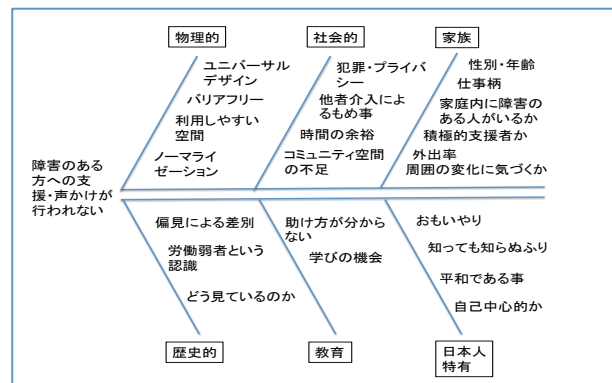 物理的
ユニバーサル
デザイン
バリアフリー
利用しやすい
空間
ノーマライ
ゼーション
社会的
犯罪・プライバ
シー
他者介入によ
るもめ事
時間の余裕
コミュニティ空間
の不足
家族
性別・年齢
仕事柄
家庭内に障害の
ある人がいるか
積極的支援者か
外出率
周囲の変化に気づくか
障害のある
方への支
援・声かけが
行われない
偏見による差別
労働弱者という
認識
どう見ているのか
歴史的
助け方が分から
ない
学びの機会
教育
おもいやり
知っても知らぬふり
平和である事
自己中心的か
日本人
特有